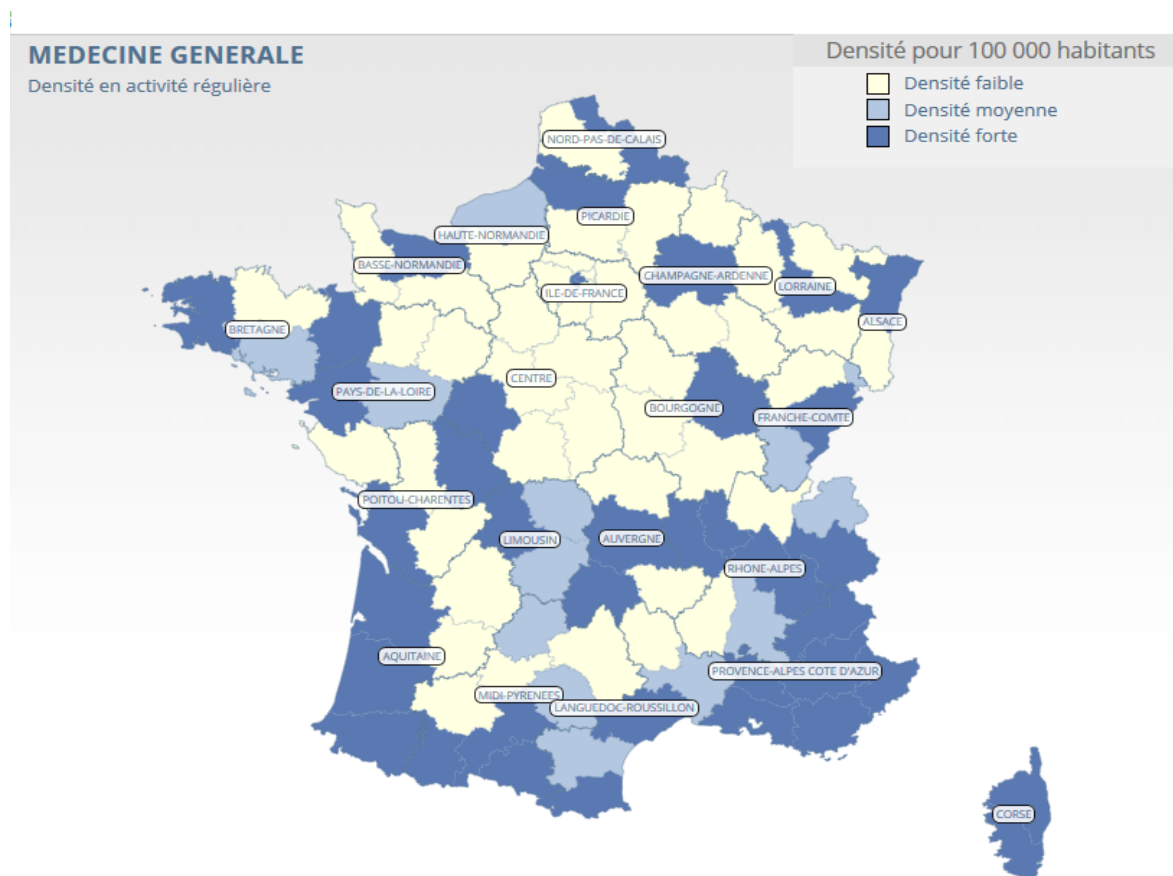 MEDECINE GENERALE
Densité en activité régulière
Densité pour 100 000 habitants
Densité faible
Densité moyenne
Densité forte
NORD-PAS-DE-CALAIS
PICARDIE
HAUTE-NORMANDIE
BASSE-NORMANDIE
CHAMPAGNE-ARDENNE
ILE-DE-FRANCE
LORRAINE
ALSACE
BRETAGNE
CENTRE
PAYS-DE-LA-LOIRE
BOURGOGNE
FRANCHE-COMTE
POITOU-CHARENTES
LIMOUSIN
AUVERGNE
RHONE-ALPES
AQUITAINE
PROVENCE-ALPES COTE D'AZUR
MIDI-PYRENEES
LANGUEDOC-ROUSSILLON
CORSE